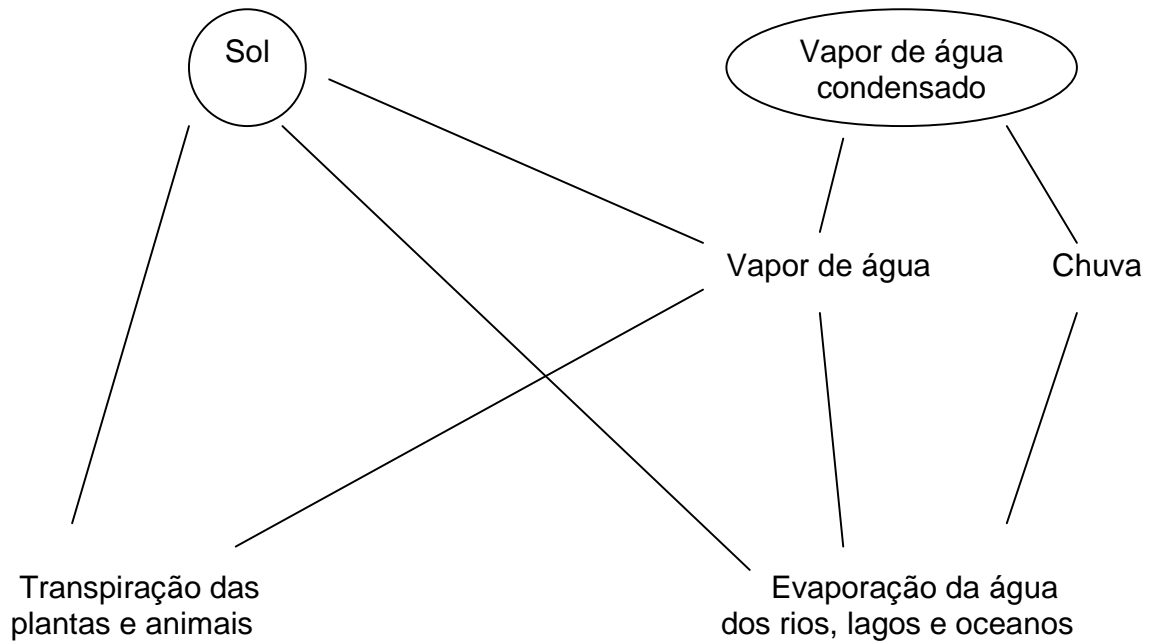 Sol
Vapor de água
condensado
Vapor de água
Chuva
Transpiração das
plantas e animais
Evaporação da água
dos rios, lagos e oceanos